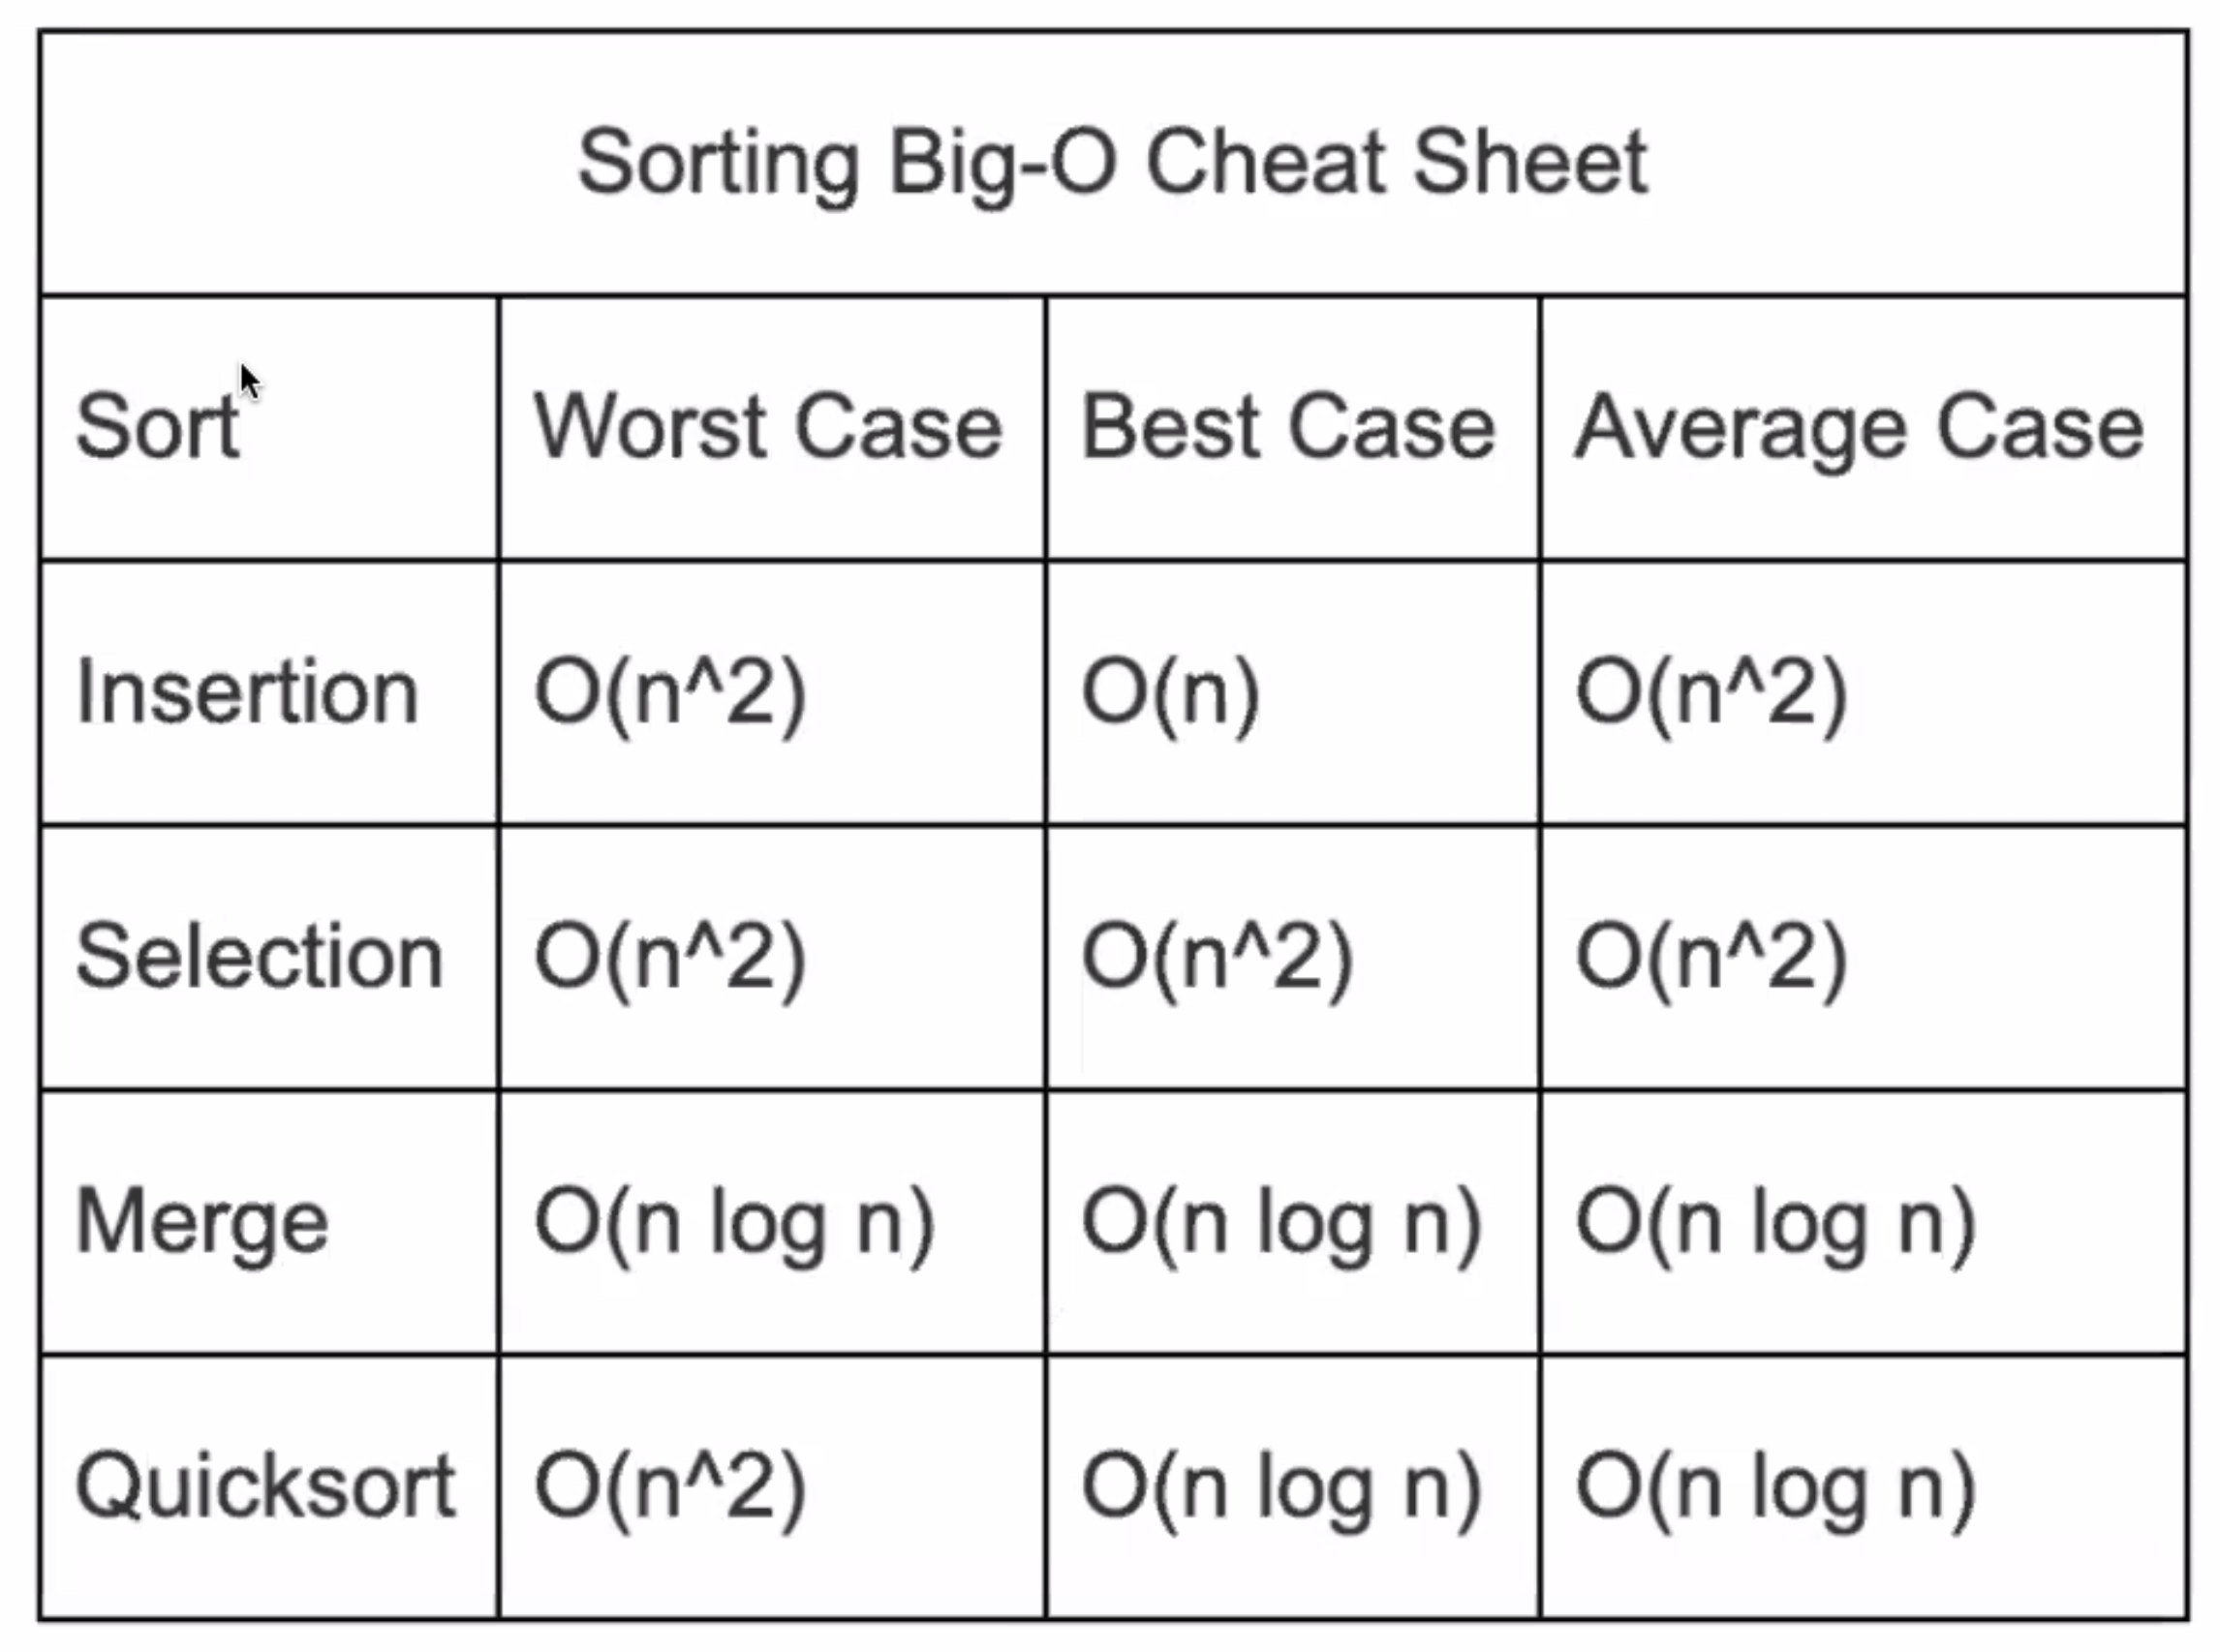 Sorting Big-O Cheat Sheet
Sort Worst Case Best Case Average Case
Insertion O(n^2) O(n) O(n^2)
Selection O(n^2) O(n^2) O(n^2)
Merge O(n log n) O(n log n) O(n log n)
Quicksort O(n^2) O(n log n) O(n log n)